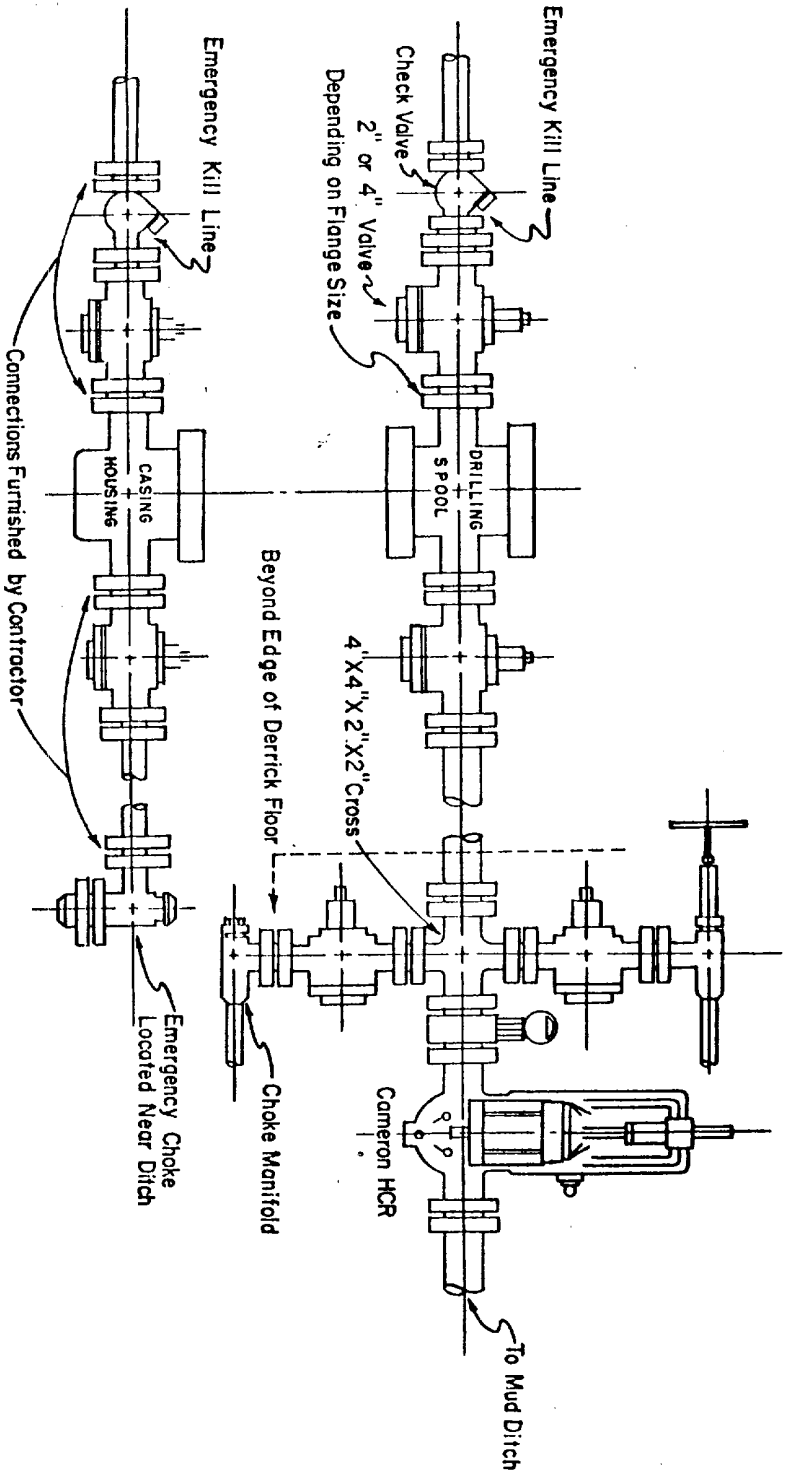 Emergency Kill Line
Check Valve
2" or 4" Valve
Depending on Flange Size
DRILLING
SPOOL
4"X4"X2"X2" Cross
Cameron HCR
To Mud Ditch
Beyond Edge of Derrick Floor
Choke Manifold
Emergency Kill Line
CASING
HOUSING
Emergency Choke
Located Near Ditch
Connections Furnished by Contractor